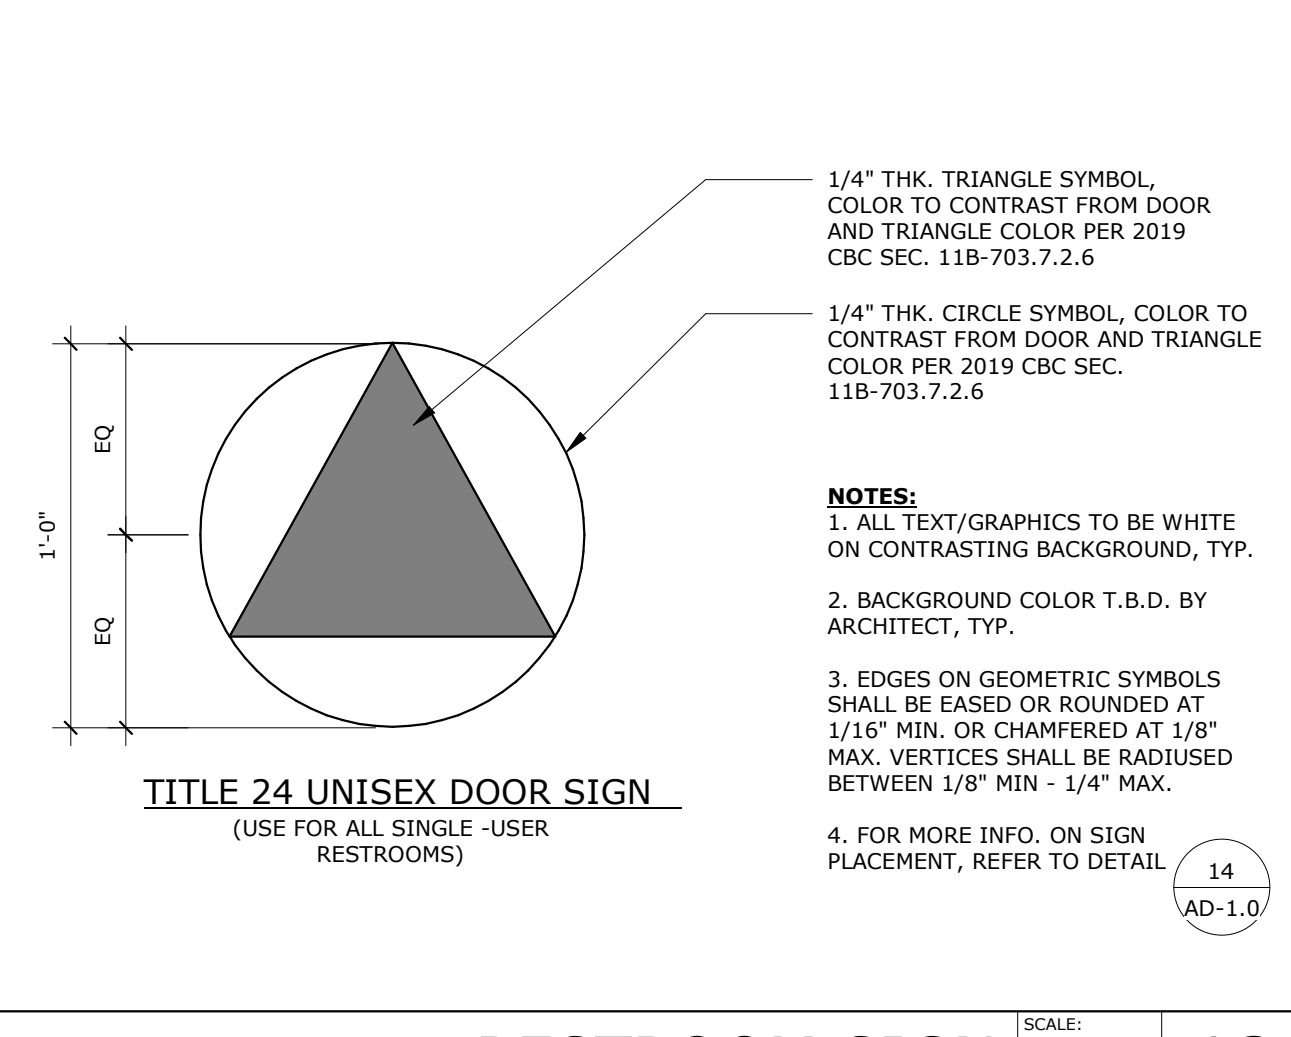 1/4" THK. TRIANGLE SYMBOL,
COLOR TO CONTRAST FROM DOOR
AND TRIANGLE COLOR PER 2019
CBC SEC. 11B-703.7.2.6
1/4" THK. CIRCLE SYMBOL, COLOR TO
CONTRAST FROM DOOR AND TRIANGLE
COLOR PER 2019 CBC SEC.
11B-703.7.2.6
EQ
1'-0"
EQ
NOTES:
1. ALL TEXT/GRAPHICS TO BE WHITE
ON CONTRASTING BACKGROUND, TYP.
2. BACKGROUND COLOR T.B.D. BY
ARCHITECT, TYP.
3. EDGES ON GEOMETRIC SYMBOLS
SHALL BE EASED OR ROUNDED AT
1/16" MIN. OR CHAMFERED AT 1/8"
MAX. VERTICES SHALL BE RADIUSED
BETWEEN 1/8" MIN - 1/4" MAX.
4. FOR MORE INFO. ON SIGN
PLACEMENT, REFER TO DETAIL
14
AD-1.0
TITLE 24 UNISEX DOOR SIGN
(USE FOR ALL SINGLE -USER
RESTROOMS)
SCALE: